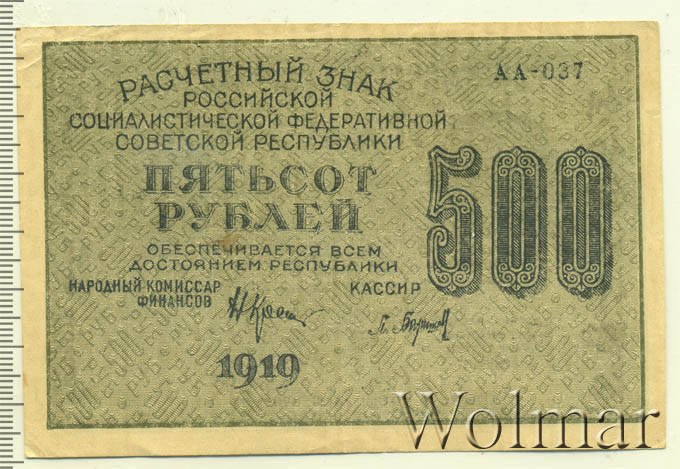 АА-037
РАСЧЕТНЫЙ ЗНАК
РОССИЙСКОЙ
СОЦИАЛИСТИЧЕСКОЙ ФЕДЕРАТИВНОЙ
СОВЕТСКОЙ РЕСПУБЛИКИ
ПЯТЬСОТ
РУБЛЕЙ
500
ОБЕСПЕЧИВАЕТСЯ ВСЕМ
ДОСТОЯНИЕМ РЕСПУБЛИКИ
НАРОДНЫЙ КОМИССАР
ФИНАНСОВ
КАССИР
1919
Wolmar